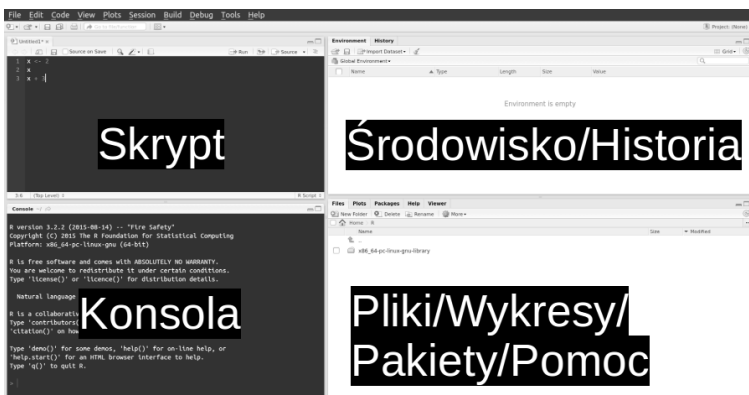 File Edit Code View Plots Session Build Debug Tools Help
Project: (None)
Untitled1* ×
Source on Save
Run
Source
1 x <- 2
2 x
3 x + 3
Skrypt
3:6 (Top Level)
R Script
Console ~/
R version 3.2.2 (2015-08-14) -- "Fire Safety"
Copyright (C) 2015 The R Foundation for Statistical Computing
Platform: x86_64-pc-linux-gnu (64-bit)
R is free software and comes with ABSOLUTELY NO WARRANTY.
You are welcome to redistribute it under certain conditions.
Type 'license()' or 'licence()' for distribution details.
Natural language
R is a collaborativ
Type 'contributors(
'citation()' on how
Konsola
Type 'demo()' for some demos, 'help()' for on-line help, or
'help.start()' for an HTML browser interface to help.
Type 'q()' to quit R.
>
Environment History
Import Dataset
Grid
Global Environment
Name Type Length Size Value
Environment is empty
Środowisko/Historia
Files Plots Packages Help Viewer
New Folder Delete Rename More
Home R
Name Size Modified
..
x86_64-pc-linux-gnu-library
Pliki/Wykresy/
Pakiety/Pomoc